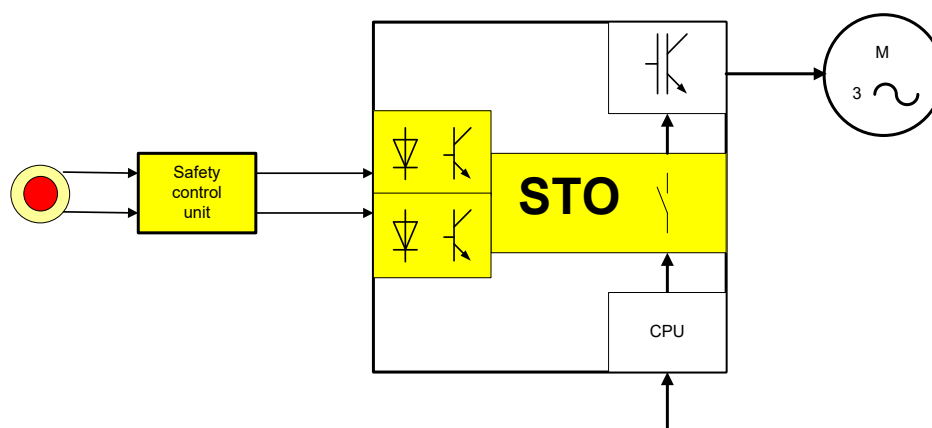 M
3
Safety
control
unit
STO
CPU